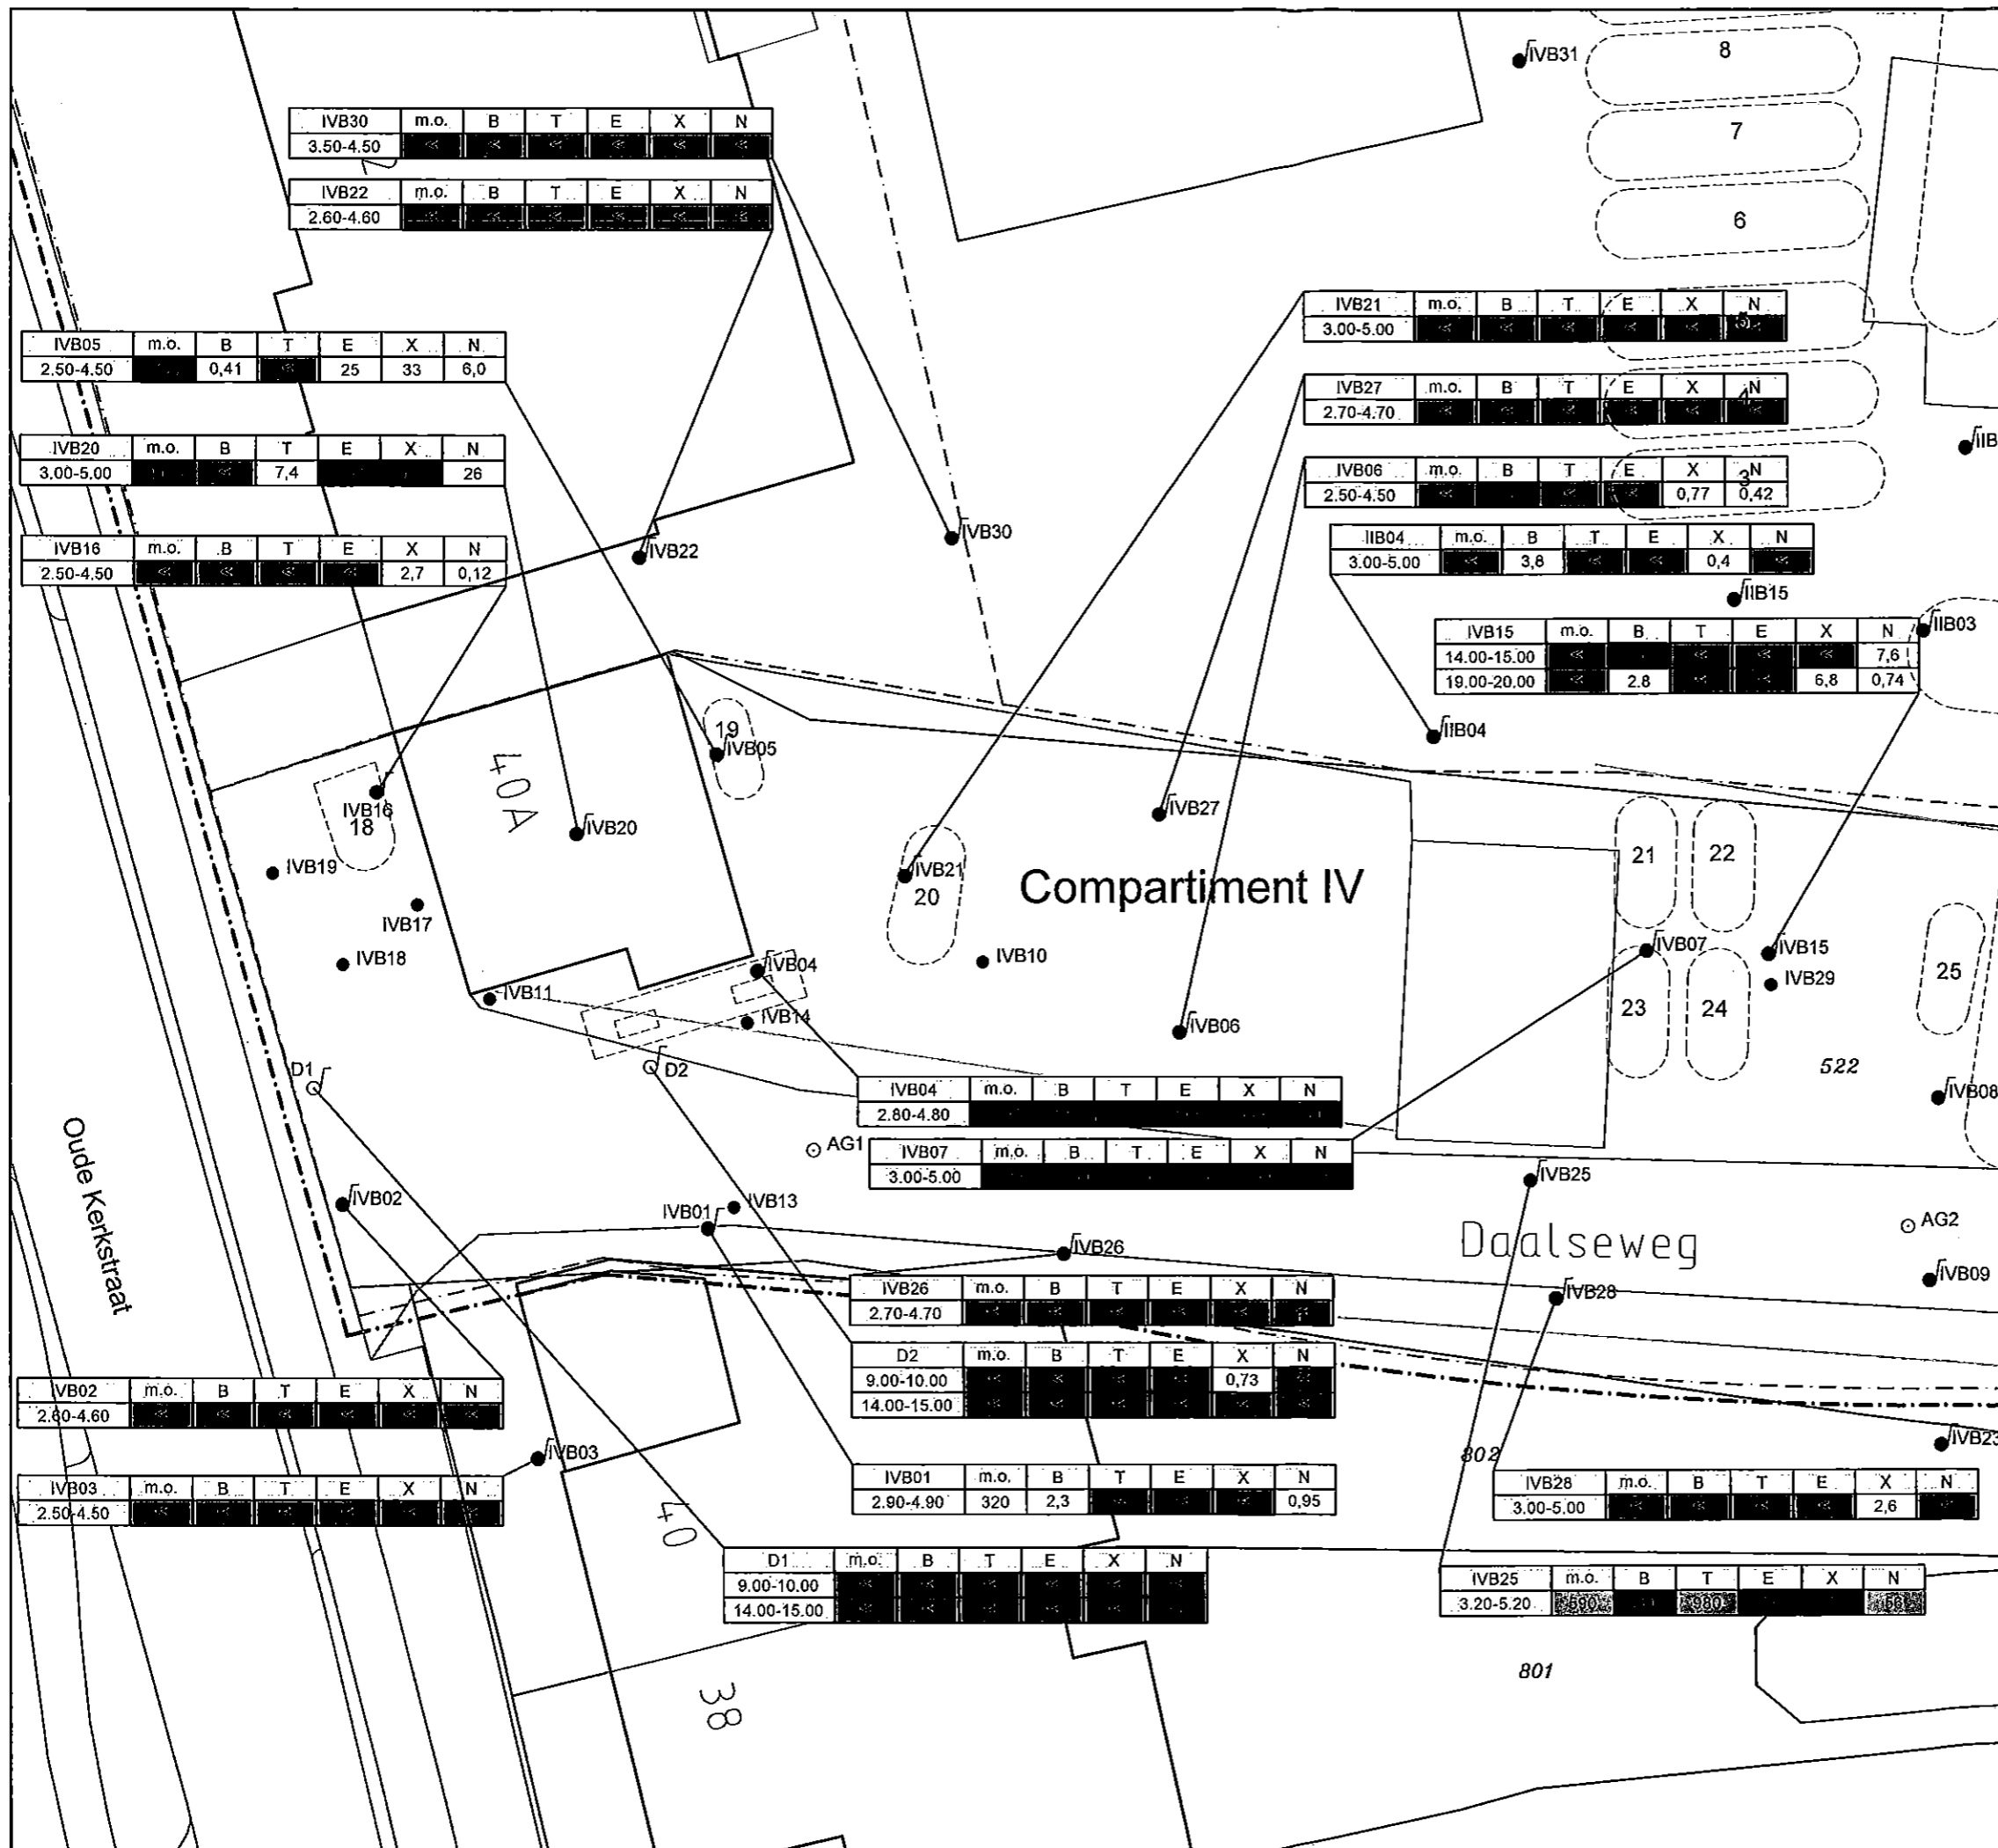 8
IVB31
7
6
IVB30 m.o. B T E X N
3.50-4.50 < < < < < <
IVB22 m.o. B T E X N
2.60-4.60 < < < < < <
IVB21 m.o. B T E X N
3.00-5.00 < < < < < <
5
IVB05 m.o. B T E X N
2.50-4.50 0,41 < 25 33 6,0
IVB27 m.o. B T E X N
2.70-4.70 < < < < < <
4
IVB20 m.o. B T E X N
3.00-5.00 < 7,4 26
IVB06 m.o. B T E X N
2.50-4.50 < < < 0,77 0,42
3
IIB
IVB16 m.o. B T E X N
2.50-4.50 < < < < 2,7 0,12
IIB04 m.o. B T E X N
3.00-5.00 < 3,8 < < 0,4 <
IVB22
IVB30
IIB15
IVB15 m.o. B T E X N
14.00-15.00 < < < < 7,6
19.00-20.00 < 2.8 < < 6,8 0,74
IIB03
IIB04
19
IVB05
40A
IVB16
18
IVB20
IVB27
IVB19
IVB21
20
Compartiment IV
21
22
IVB17
IVB18
IVB04
IVB10
IVB07
IVB15
IVB29
25
IVB11
IVB14
IVB06
23
24
522
D1
D2
IVB08
IVB04 m.o. B T E X N
2.80-4.80
AG1
IVB07 m.o. B T E X N
3.00-5.00
Oude Kerkstraat
IVB02
IVB01
IVB13
IVB25
AG2
Daalseweg
IVB26
IVB09
IVB28
IVB26 m.o. B T E X N
2.70-4.70 < < < < < <
D2 m.o. B T E X N
9.00-10.00 < < < < 0,73 <
14.00-15.00 < < < < < <
VB02 m.o. B T E X N
2.60-4.60 < < < < < <
IVB03
802
IVB23
IVB03 m.o. B T E X N
2.50-4.50 < < < < < <
IVB01 m.o. B T E X N
2.90-4.90 320 2,3 < < < 0,95
IVB28 m.o. B T E X N
3.00-5.00 < < < < 2,6 <
40
D1 m.o. B T E X N
9.00-10.00 < < < < < <
14.00-15.00 < < < < < <
IVB25 m.o. B T E X N
3.20-5.20 590 980
801
38